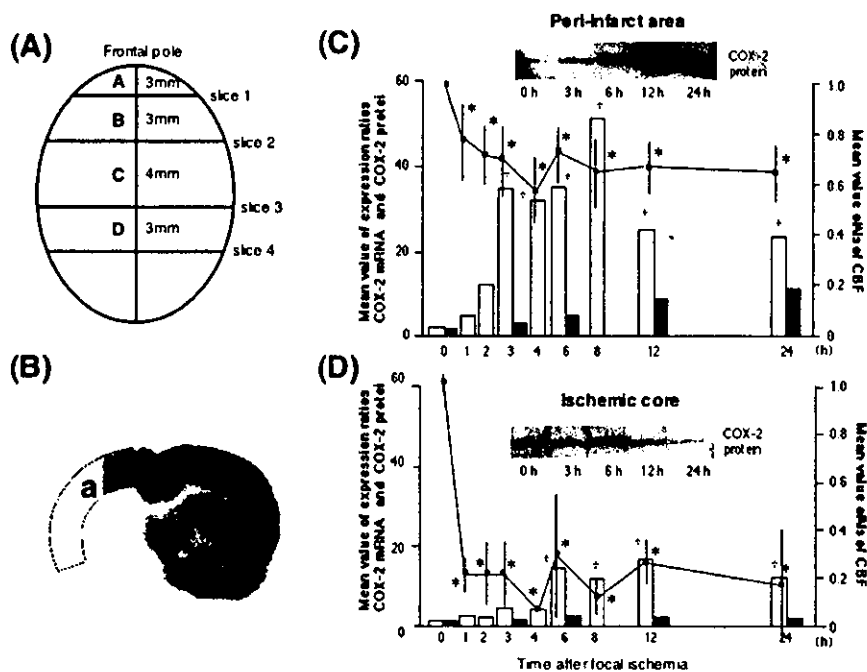 (A)
Frontal pole
A 3mm
slice 1
B 3mm
slice 2
C 4mm
slice 3
D 3mm
slice 4
(B)
a
(C)
Peri-infarct area
COX-2
protein
0 h 3 h 6 h 12 h 24 h
Mean value of expression ratios
COX-2 mRNA and COX-2 protei
60
40
20
0
1.0
0.8
0.6
0.4
0.2
0
Mean value of CBF
0 1 2 3 4 6 8 12 24 (h)
(D)
Ischemic core
COX-2
protein
0 h 3 h 6 h 12 h 24 h
Mean value of expression ratios
COX-2 mRNA and COX-2 protei
60
40
20
0
1.0
0.8
0.6
0.4
0.2
0
Mean value of CBF
0 1 2 3 4 6 8 12 24 (h)
Time after focal ischemia